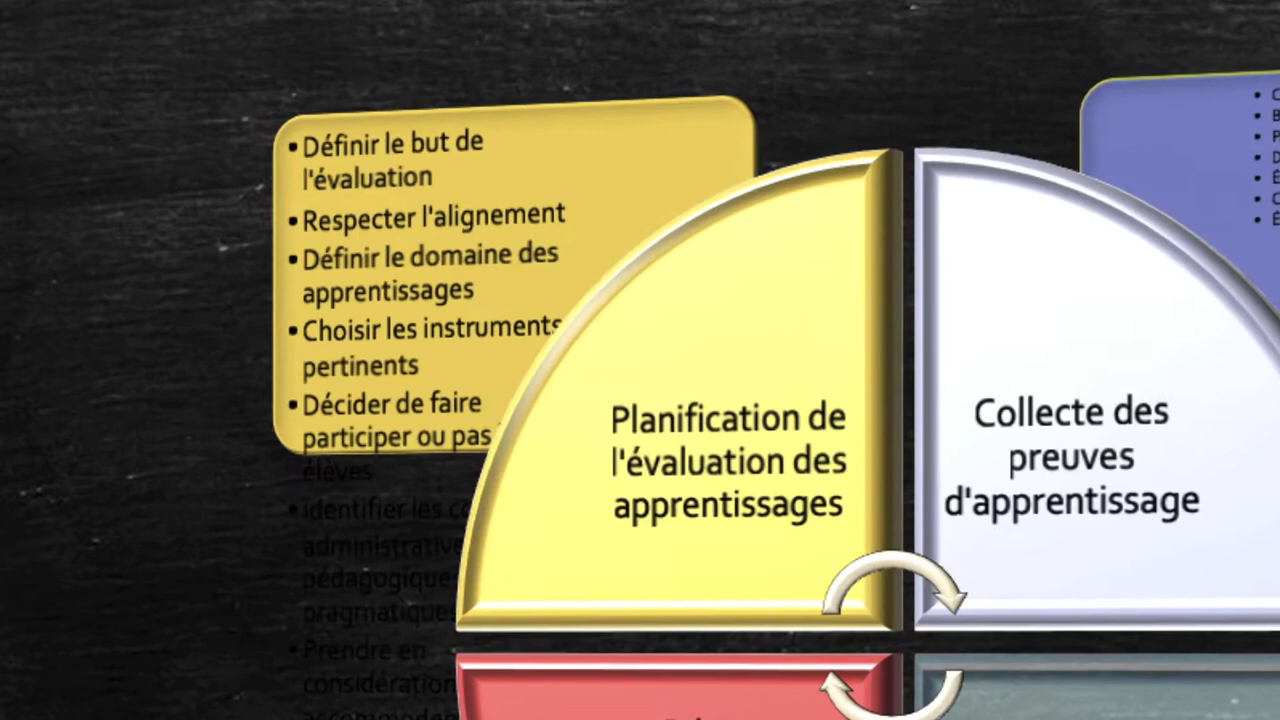 • Définir le but de
l'évaluation
• Respecter l'alignement
• Définir le domaine des
apprentissages
• Choisir les instruments
pertinents
• Décider de faire
participer ou pas
élèves
• Identifier les
administrative
pédagogique
pragmatique
• Prendre en
considération
Planification de
l'évaluation des
apprentissages
Collecte des
preuves
d'apprentissage